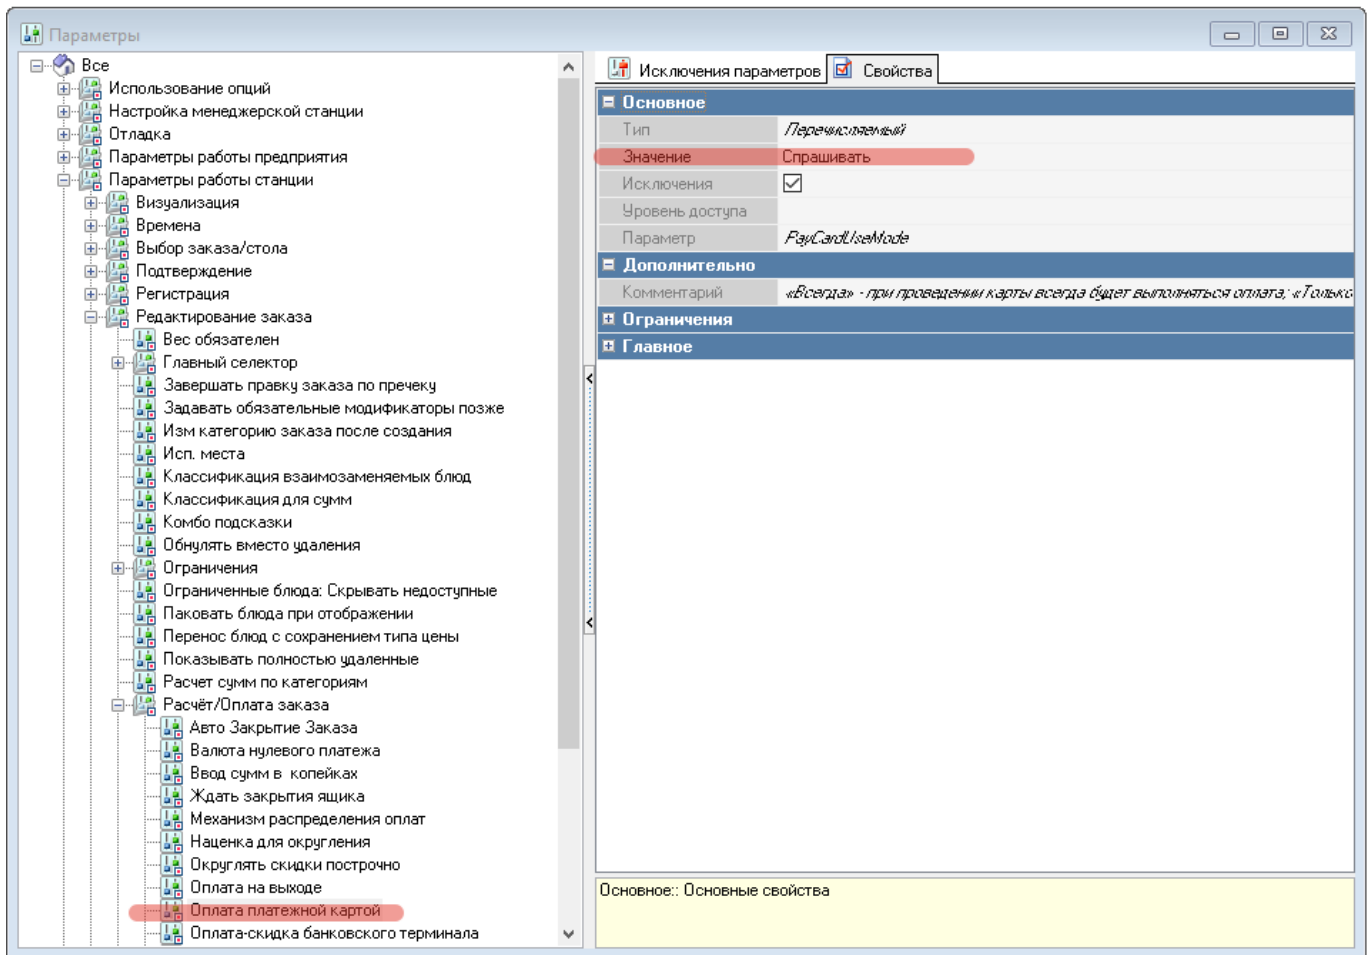 Параметры
Все
Использование опций
Настройка менеджерской станции
Отладка
Параметры работы предприятия
Параметры работы станции
Визуализация
Времена
Выбор заказа/стола
Подтверждение
Регистрация
Редактирование заказа
Вес обязателен
Главный селектор
Завершать правку заказа по пречеку
Задавать обязательные модификаторы позже
Изм категорию заказа после создания
Исп. места
Классификация взаимозаменяемых блюд
Классификация для сумм
Комбо подсказки
Обнулять вместо удаления
Ограничения
Ограниченные блюда: Скрывать недоступные
Паковать блюда при отображении
Перенос блюд с сохранением типа цены
Показывать полностью удаленные
Расчет сумм по категориям
Расчёт/Оплата заказа
Авто Закрытие Заказа
Валюта нулевого платежа
Ввод сумм в  копейках
Ждать закрытия ящика
Механизм распределения оплат
Наценка для округления
Округлять скидки построчно
Оплата на выходе
Оплата платежной картой
Оплата-скидка банковского терминала
Исключения параметров Свойства
Основное
Тип Перечисляемый
Значение Спрашивать
Исключения
Уровень доступа
Параметр PayCardUseMode
Дополнительно
Комментарий «Всегда» - при проведении карты всегда будет выполняться оплата; «Только
Ограничения
Главное
Основное:: Основные свойства